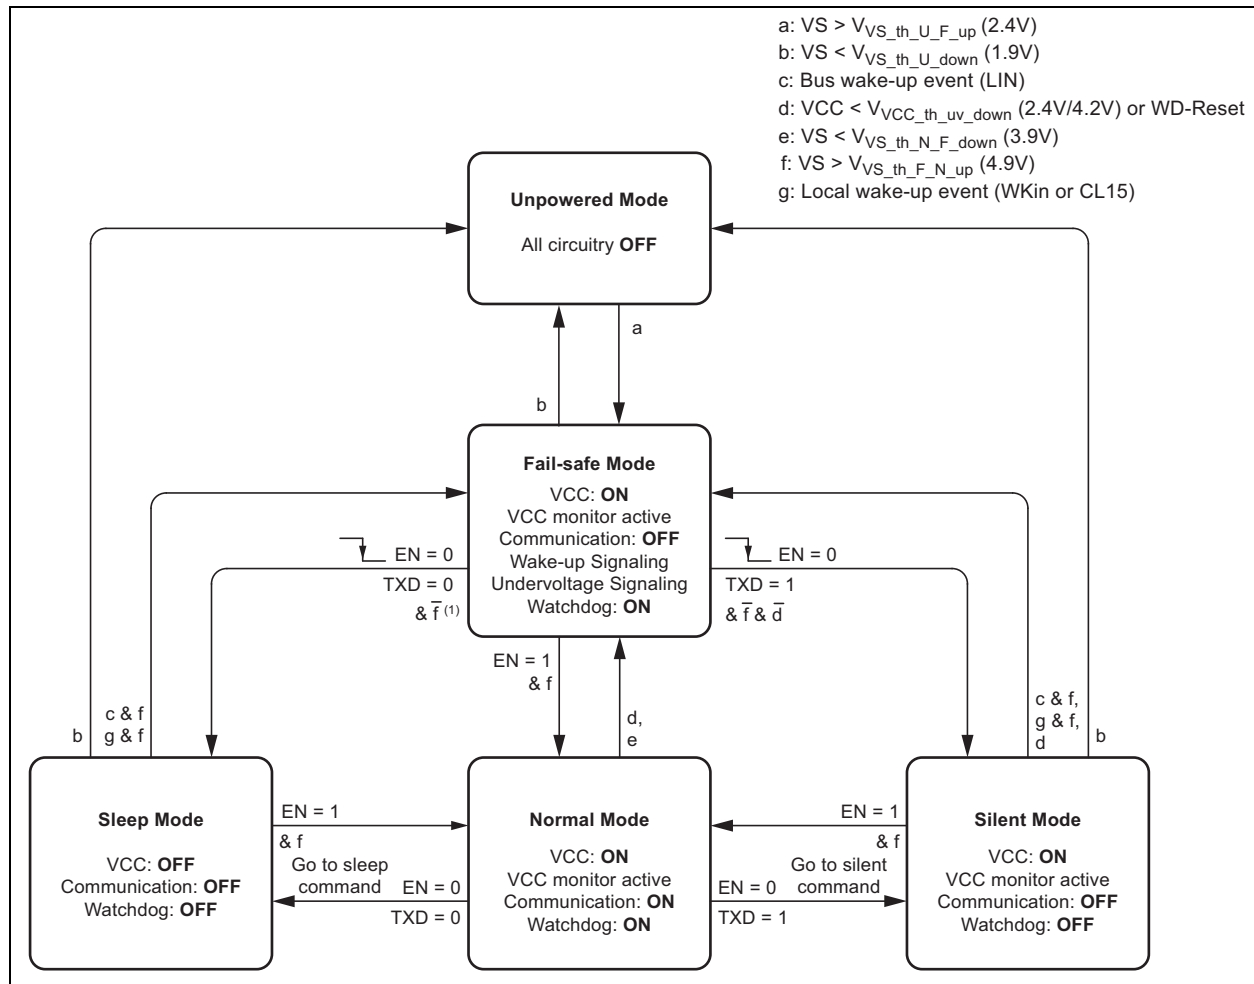 a: VS > V_VS_th_U_F_up (2.4V)
b: VS < V_VS_th_U_down (1.9V)
c: Bus wake-up event (LIN)
d: VCC < V_VCC_th_uv_down (2.4V/4.2V) or WD-Reset
e: VS < V_VS_th_N_F_down (3.9V)
f: VS > V_VS_th_F_N_up (4.9V)
g: Local wake-up event (WKin or CL15)
Unpowered Mode
All circuitry OFF
a
b
Fail-safe Mode
VCC: ON
VCC monitor active
Communication: OFF
Wake-up Signaling
Undervoltage Signaling
Watchdog: ON
EN = 0
TXD = 0
& f̅ (1)
EN = 0
TXD = 1
& f̅ & d̅
EN = 1
& f
d,
e
b
c & f
g & f
c & f,
g & f,
d
b
Sleep Mode
VCC: OFF
Communication: OFF
Watchdog: OFF
EN = 1
& f
Go to sleep
command
EN = 0
TXD = 0
Normal Mode
VCC: ON
VCC monitor active
Communication: ON
Watchdog: ON
EN = 1
& f
Go to silent
command
EN = 0
TXD = 1
Silent Mode
VCC: ON
VCC monitor active
Communication: OFF
Watchdog: OFF